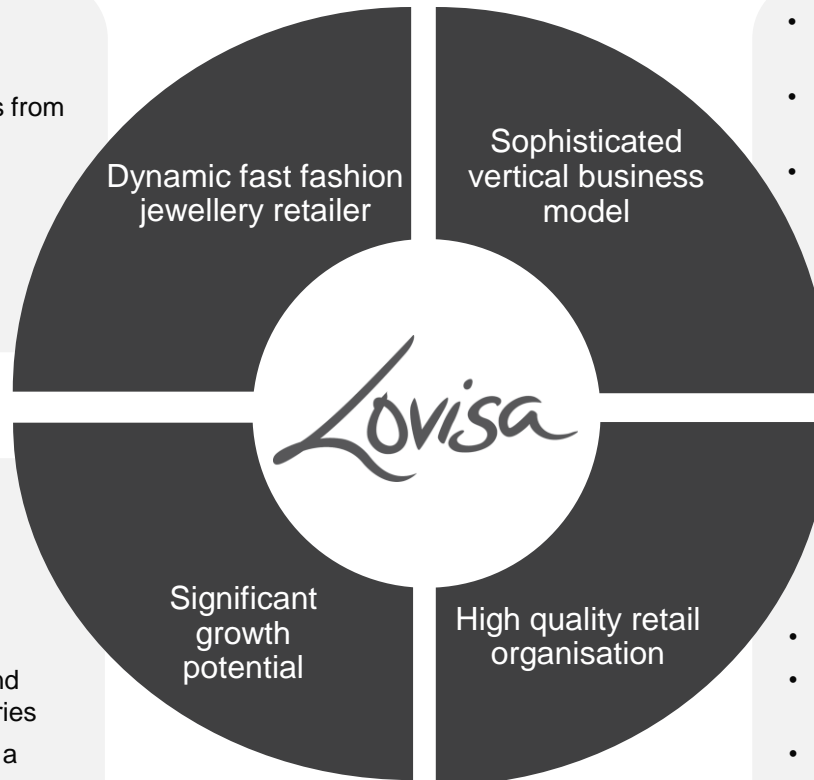 s from
Dynamic fast fashion
jewellery retailer
Sophisticated
vertical business
model
Lovisa
Significant
growth
potential
High quality retail
organisation
nd
ries
a